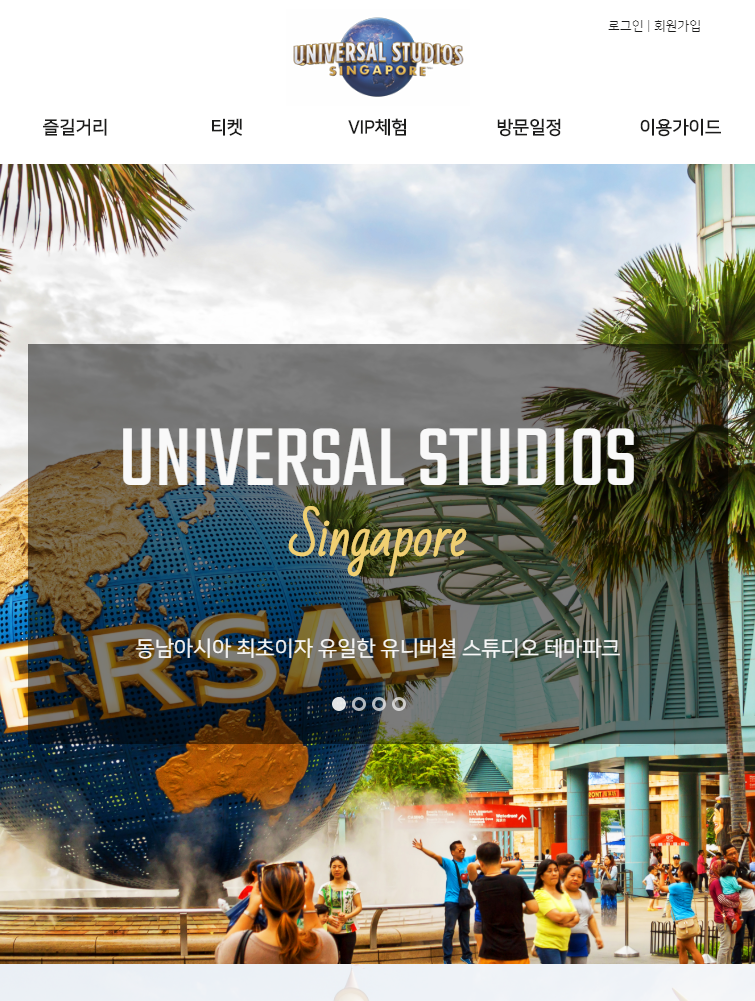 로그인 | 회원가입
UNIVERSAL STUDIOS
SINGAPORE
즐길거리 티켓 VIP체험 방문일정 이용가이드
UNIVERSAL STUDIOS
Singapore
ERSAL
동남아시아 최초이자 유일한 유니버셜 스튜디오 테마파크